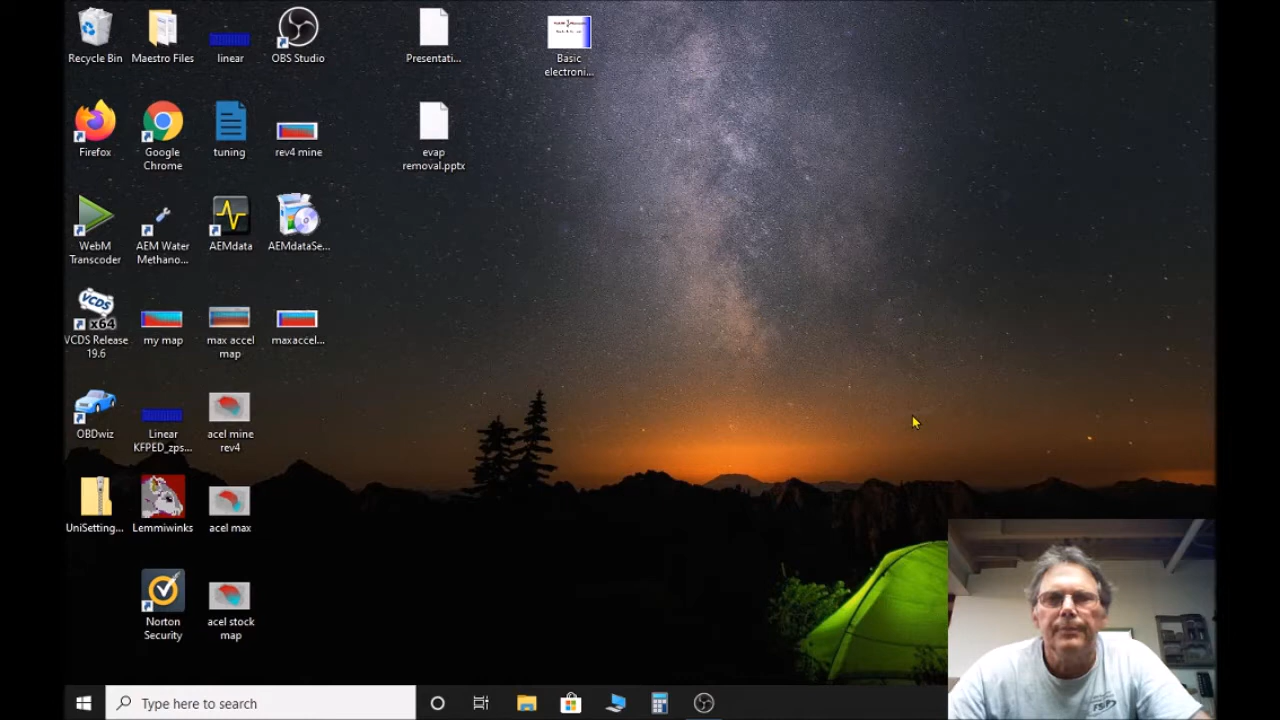 Recycle Bin
Maestro Files
linear
OBS Studio
Presentati...
Basic
electroni...
Firefox
Google
Chrome
tuning
rev4 mine
evap
removal.pptx
WebM
Transcoder
AEM Water
Methano...
AEMdata
AEMdataSe...
VCDS
x64
VCDS Release
19.6
my map
max accel
map
maxaccel...
OBDwiz
Linear
KFPED_zps...
acel mine
rev4
UniSetting...
Lemmiwinks
acel max
Norton
Security
acel stock
map
Type here to search